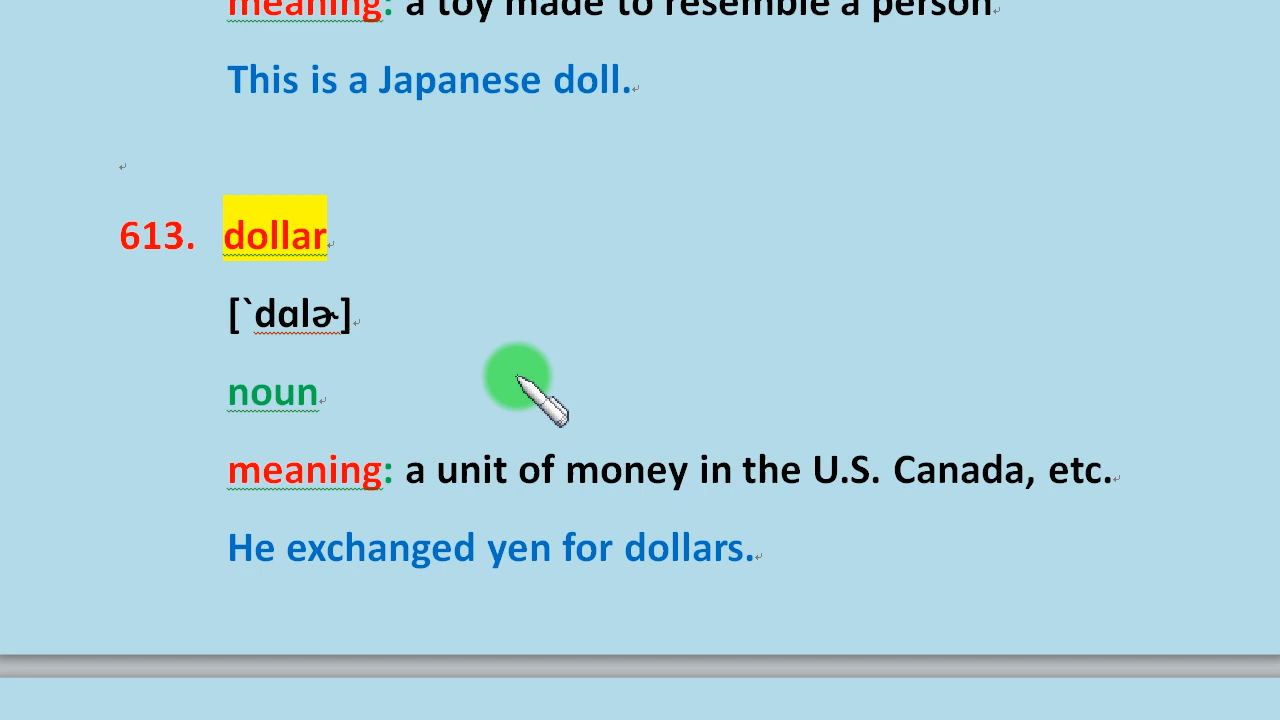 meaning: a toy made to resemble a person
This is a Japanese doll.
613. dollar
[`dɑlɚ]
noun
meaning: a unit of money in the U.S. Canada, etc.
He exchanged yen for dollars.